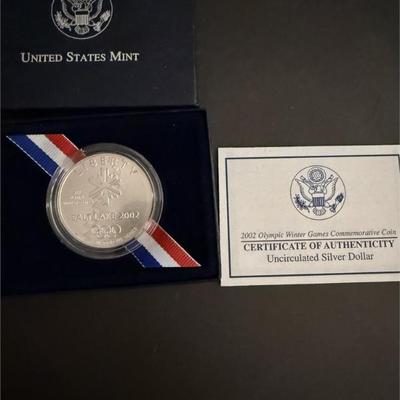 UNITED STATES MINT
LIBERTY
SALT LAKE 2002
2002 Olympic Winter Games Commemorative Coin
CERTIFICATE OF AUTHENTICITY
Uncirculated Silver Dollar